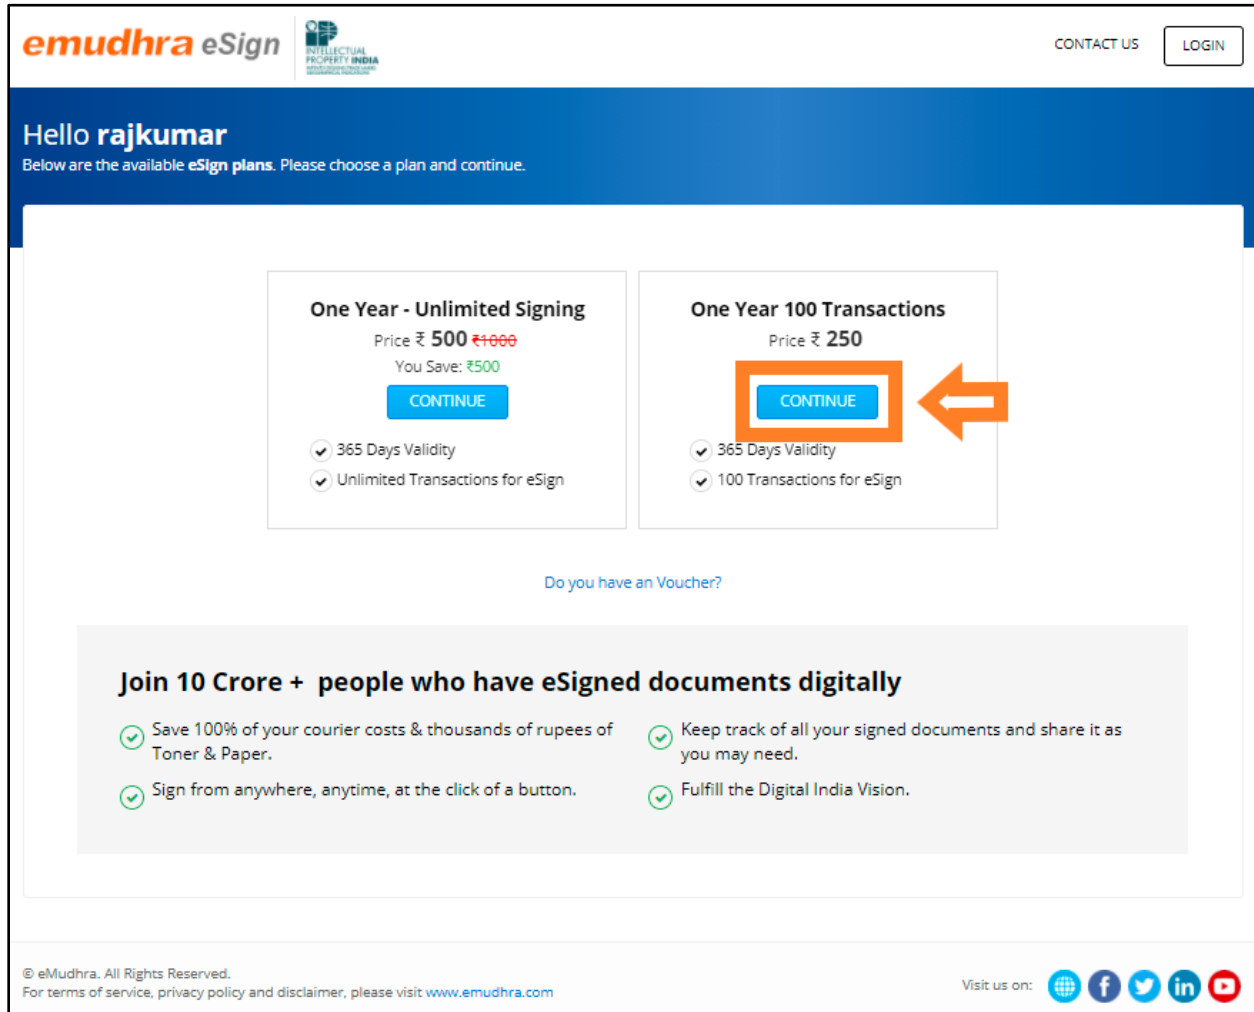 emudhra eSign
INTELLECTUAL
PROPERTY INDIA
CONTACT US
LOGIN
Hello rajkumar
Below are the available eSign plans. Please choose a plan and continue.
One Year - Unlimited Signing
Price ₹ 500 ₹1000
You Save: ₹500
CONTINUE
365 Days Validity
Unlimited Transactions for eSign
One Year 100 Transactions
Price ₹ 250
CONTINUE
365 Days Validity
100 Transactions for eSign
Do you have an Voucher?
Join 10 Crore + people who have eSigned documents digitally
Save 100% of your courier costs & thousands of rupees of
Toner & Paper.
Sign from anywhere, anytime, at the click of a button.
Keep track of all your signed documents and share it as
you may need.
Fulfill the Digital India Vision.
© eMudhra. All Rights Reserved.
For terms of service, privacy policy and disclaimer, please visit www.emudhra.com
Visit us on: